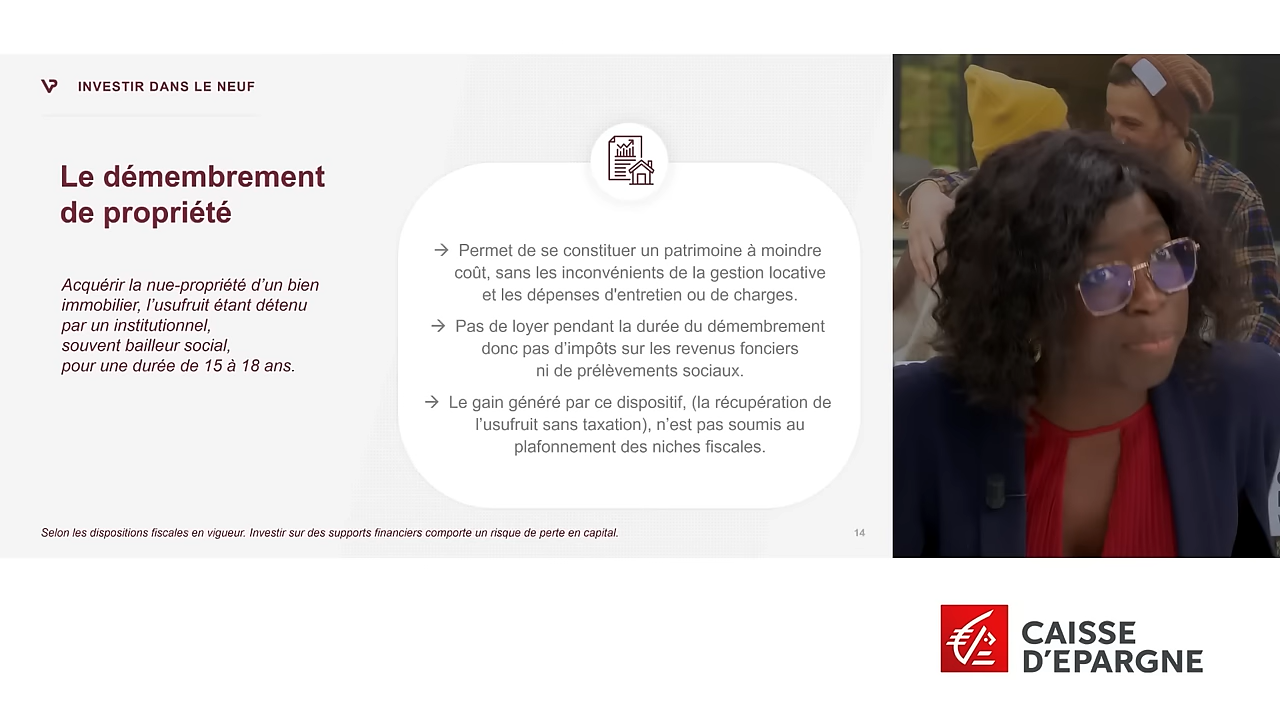 INVESTIR DANS LE NEUF
Le démembrement
de propriété
Acquérir la nue-propriété d’un bien
immobilier, l’usufruit étant détenu
par un institutionnel,
souvent bailleur social,
pour une durée de 15 à 18 ans.
→ Permet de se constituer un patrimoine à moindre
coût, sans les inconvénients de la gestion locative
et les dépenses d'entretien ou de charges.
→ Pas de loyer pendant la durée du démembrement
donc pas d’impôts sur les revenus fonciers
ni de prélèvements sociaux.
→ Le gain généré par ce dispositif, (la récupération de
l’usufruit sans taxation), n’est pas soumis au
plafonnement des niches fiscales.
Selon les dispositions fiscales en vigueur. Investir sur des supports financiers comporte un risque de perte en capital.
14
CAISSE
D’EPARGNE